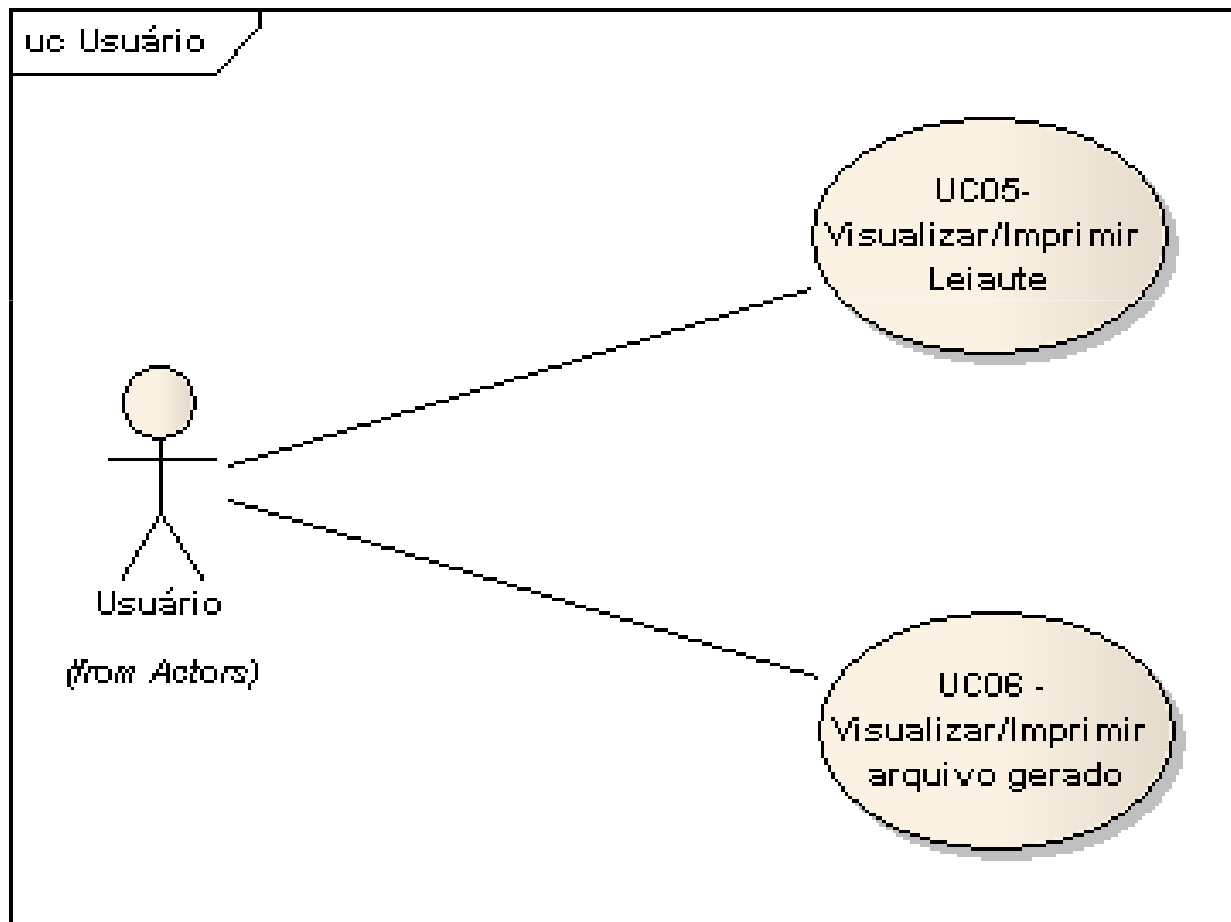 uc Usuário
UC05-
Visualizar/Imprimir
Leiaute
Usuário
(from Actors)
UC06 -
Visualizar/Imprimir
arquivo gerado